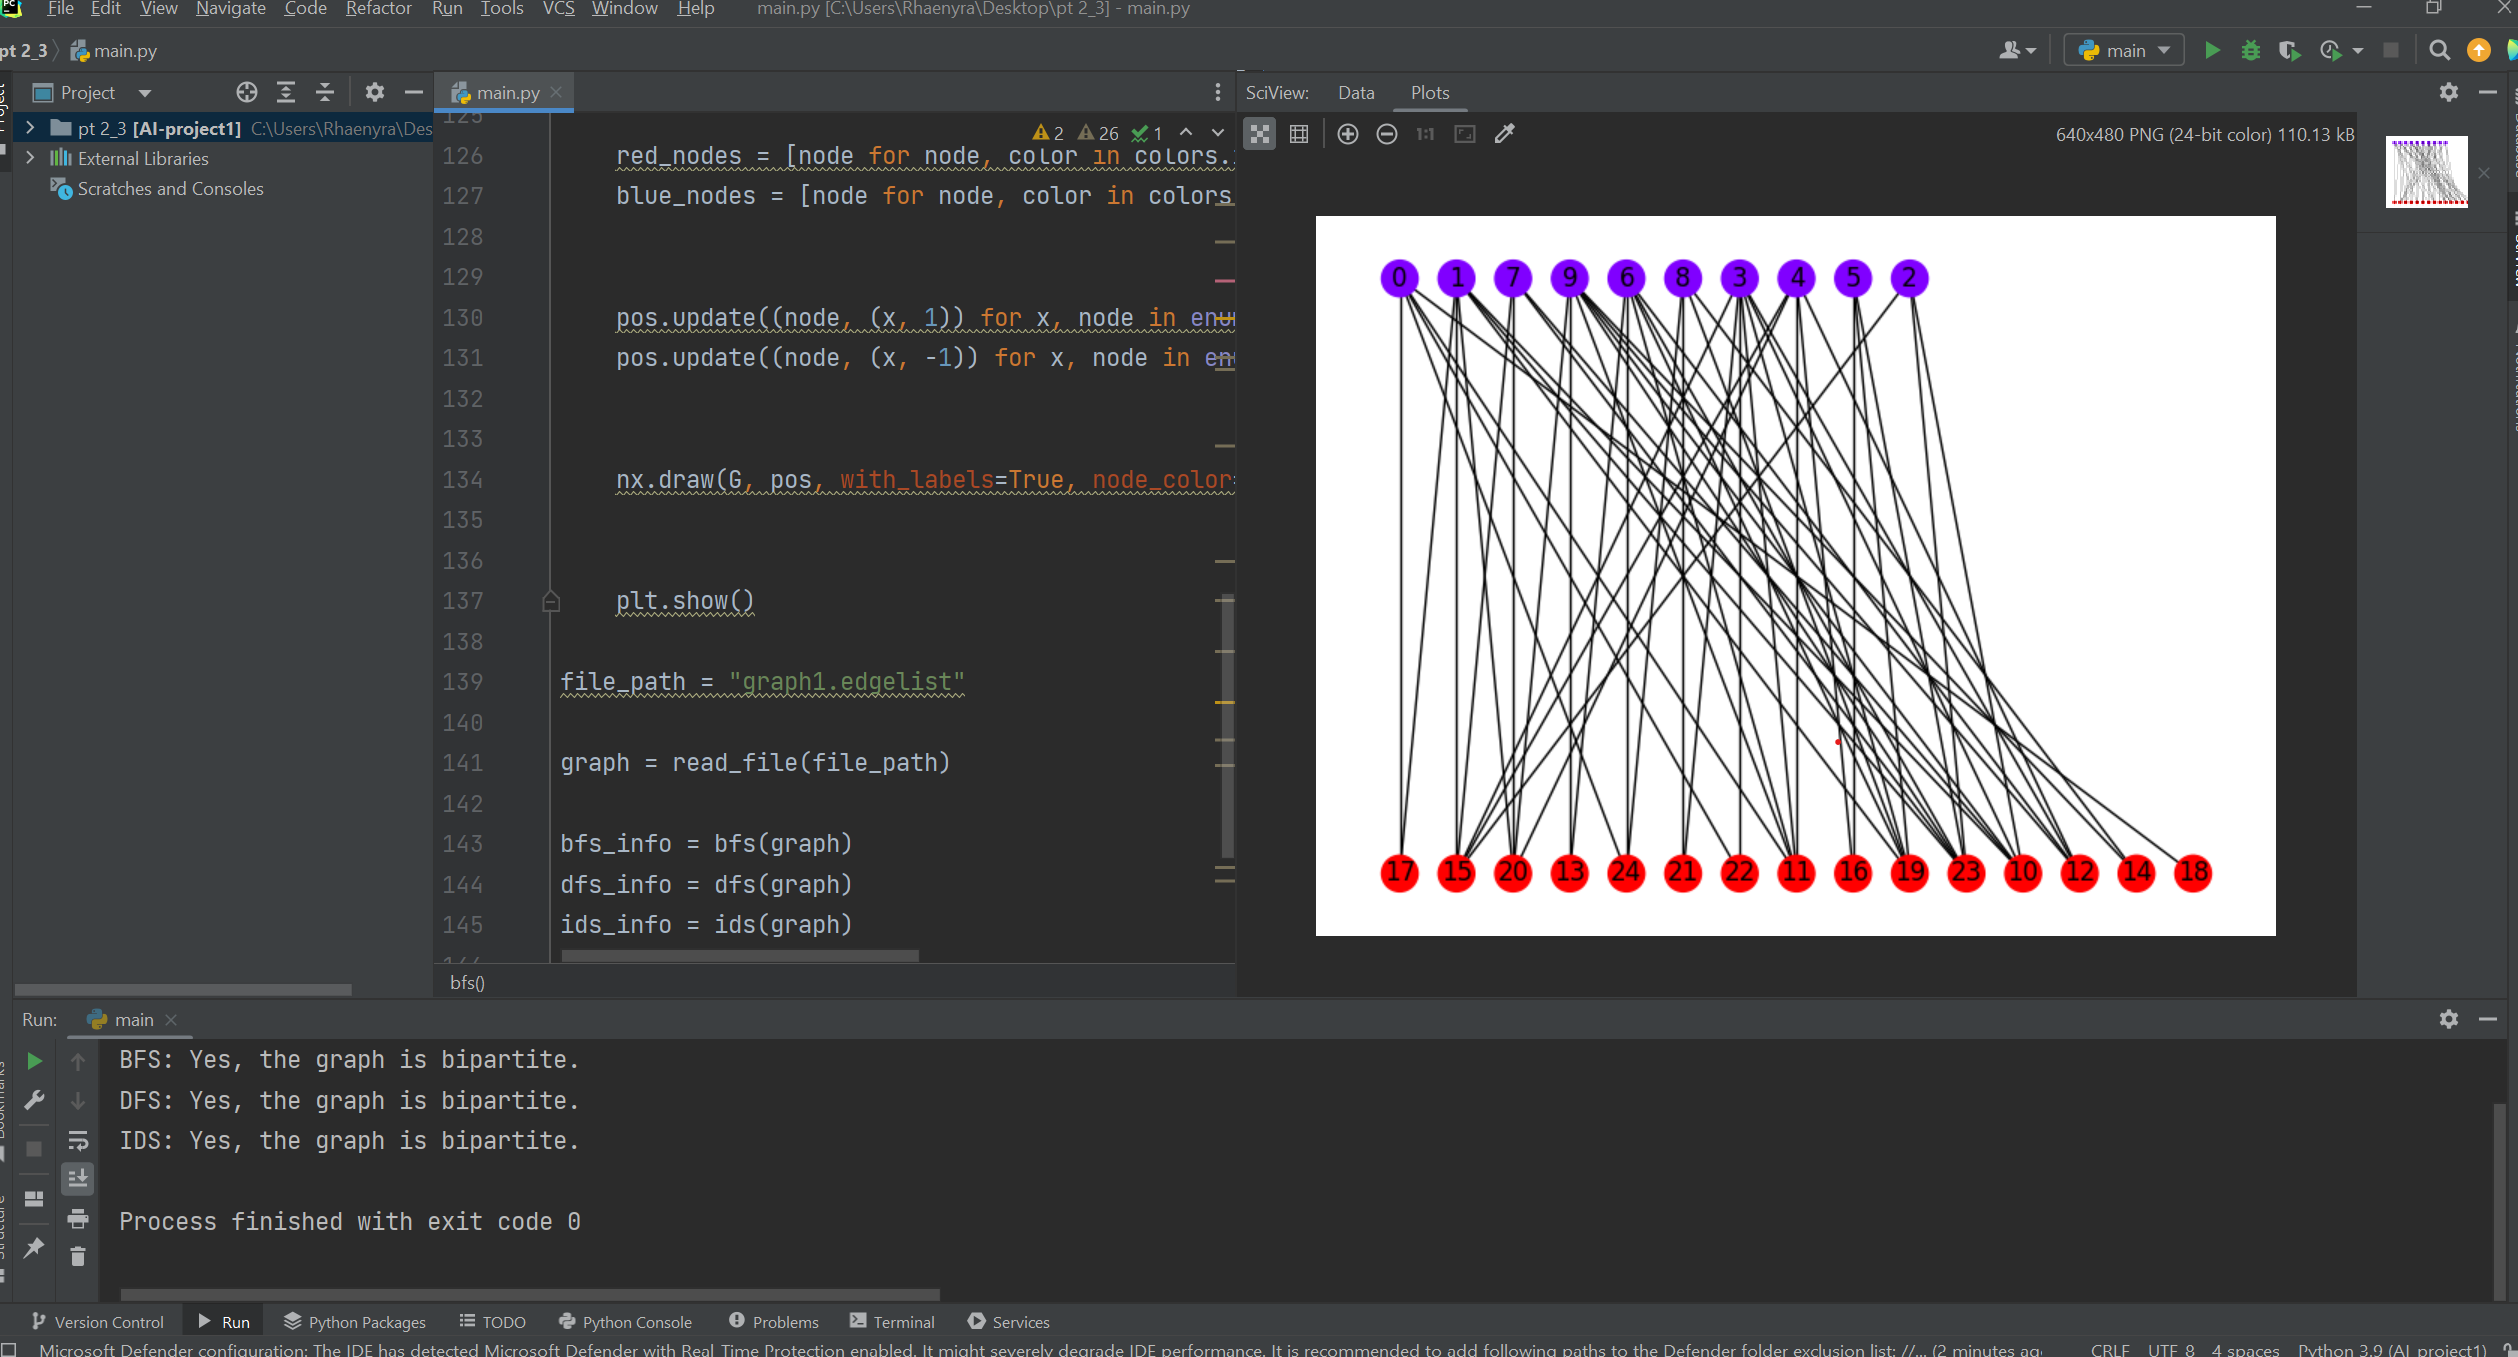 File Edit View Navigate Code Refactor Run Tools VCS Window Help main.py [C:\Users\Rhaenyra\Desktop\pt 2_3] - main.py
pt 2_3 main.py main
Project main.py SciView: Data Plots
pt 2_3 [AI-project1] C:\Users\Rhaenyra\Des
External Libraries
Scratches and Consoles
2 26 1
125
126 red_nodes = [node for node, color in colors.
127 blue_nodes = [node for node, color in colors
128
129
130 pos.update((node, (x, 1)) for x, node in enu
131 pos.update((node, (x, -1)) for x, node in en
132
133
134 nx.draw(G, pos, with_labels=True, node_color=
135
136
137 plt.show()
138
139 file_path = "graph1.edgelist"
140
141 graph = read_file(file_path)
142
143 bfs_info = bfs(graph)
144 dfs_info = dfs(graph)
145 ids_info = ids(graph)
bfs()
1:1 640x480 PNG (24-bit color) 110.13 kB
0 1 7 9 6 8 3 4 5 2
17 15 20 13 24 21 22 11 16 19 23 10 12 14 18
Run: main
BFS: Yes, the graph is bipartite.
DFS: Yes, the graph is bipartite.
IDS: Yes, the graph is bipartite.
Process finished with exit code 0
Version Control Run Python Packages TODO Python Console Problems Terminal Services
Microsoft Defender configuration: The IDE has detected Microsoft Defender with Real-Time Protection enabled. It might severely degrade IDE performance. It is recommended to add following paths to the Defender folder exclusion list: //... (2 minutes ag CRLF UTF-8 4 spaces Python 3.9 (AI_project1)